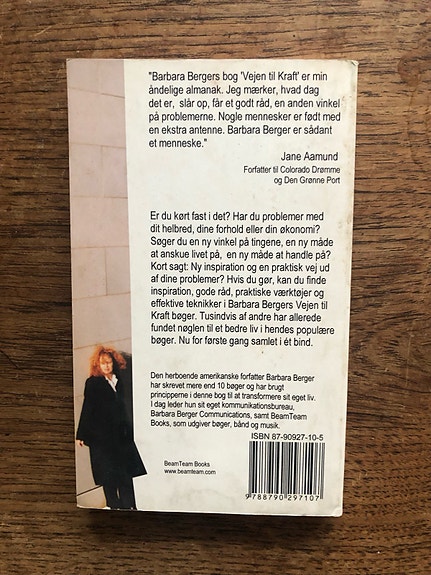 "Barbara Bergers bog 'Vejen til Kraft' er min
åndelige almanak. Jeg mærker, hvad dag
det er, slår op, får et godt råd, en anden vinkel
på problemerne. Nogle mennesker er født med
en ekstra antenne. Barbara Berger er sådant
et menneske."
Jane Aamund
Forfatter til Colorado Drømme
og Den Grønne Port
Er du kørt fast i det? Har du problemer med
dit helbred, dine forhold eller din økonomi?
Søger du en ny vinkel på tingene, en ny måde
at anskue livet på, en ny måde at handle på?
Kort sagt: Ny inspiration og en praktisk vej ud
af dine problemer? Hvis du gør, kan du finde
inspiration, gode råd, praktiske værktøjer og
effektive teknikker i Barbara Bergers Vejen til
Kraft bøger. Tusindvis af andre har allerede
fundet nøglen til et bedre liv i hendes populære
bøger. Nu for første gang samlet i ét bind.
Den herboende amerikanske forfatter Barbara Berger
har skrevet mere end 10 bøger og har brugt
principperne i denne bog til at transformere sit eget liv.
I dag leder hun sit eget kommunikationsbureau,
Barbara Berger Communications, samt BeamTeam
Books, som udgiver bøger, bånd og musik.
ISBN 87-90927-10-5
BeamTeam Books
www.beamteam.com
9 788790 927107